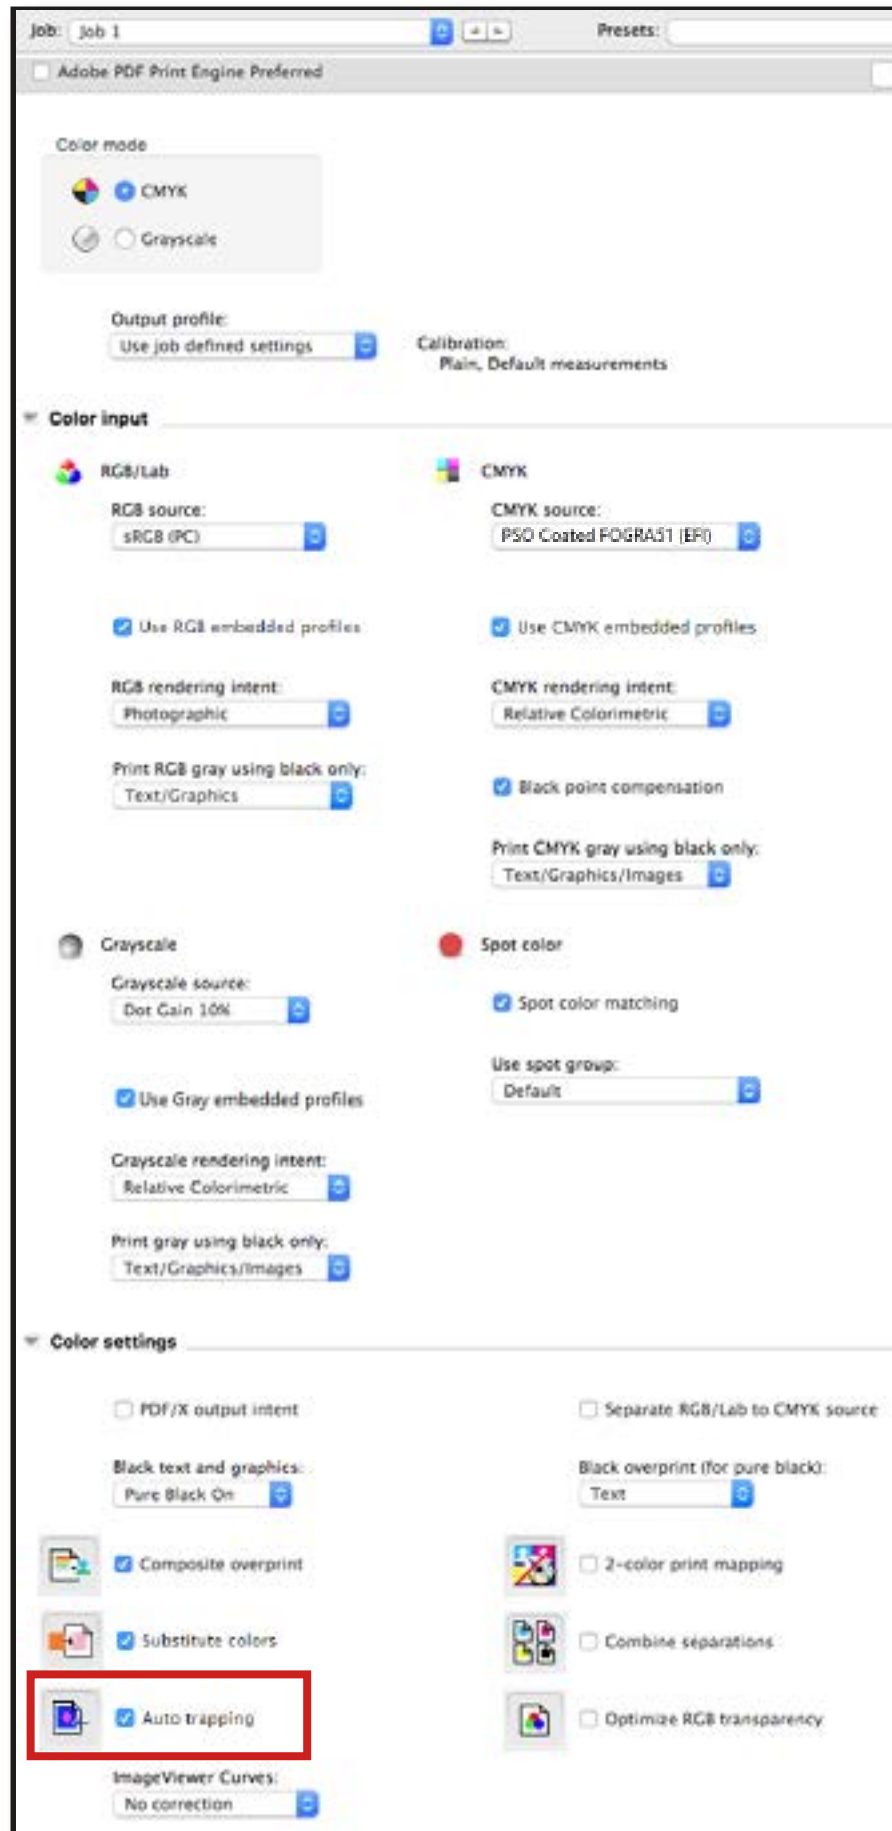 Job: Job 1 Presets:
Adobe PDF Print Engine Preferred
Color mode
CMYK
Grayscale
Output profile:
Use job defined settings
Calibration:
Plain, Default measurements
Color input
RGB/Lab
CMYK
RGB source:
sRGB (PC)
CMYK source:
PSO Coated FOGRA51 (EFI)
Use RGB embedded profiles
Use CMYK embedded profiles
RGB rendering intent:
Photographic
CMYK rendering intent:
Relative Colorimetric
Print RGB gray using black only:
Text/Graphics
Black point compensation
Print CMYK gray using black only:
Text/Graphics/Images
Grayscale
Spot color
Grayscale source:
Dot Gain 10%
Spot color matching
Use spot group:
Default
Use Gray embedded profiles
Grayscale rendering intent:
Relative Colorimetric
Print gray using black only:
Text/Graphics/Images
Color settings
PDF/X output intent
Separate RGB/Lab to CMYK source
Black text and graphics:
Pure Black On
Black overprint (for pure black):
Text
Composite overprint
2-color print mapping
Substitute colors
Combine separations
Auto trapping
Optimize RGB transparency
ImageViewer Curves:
No correction